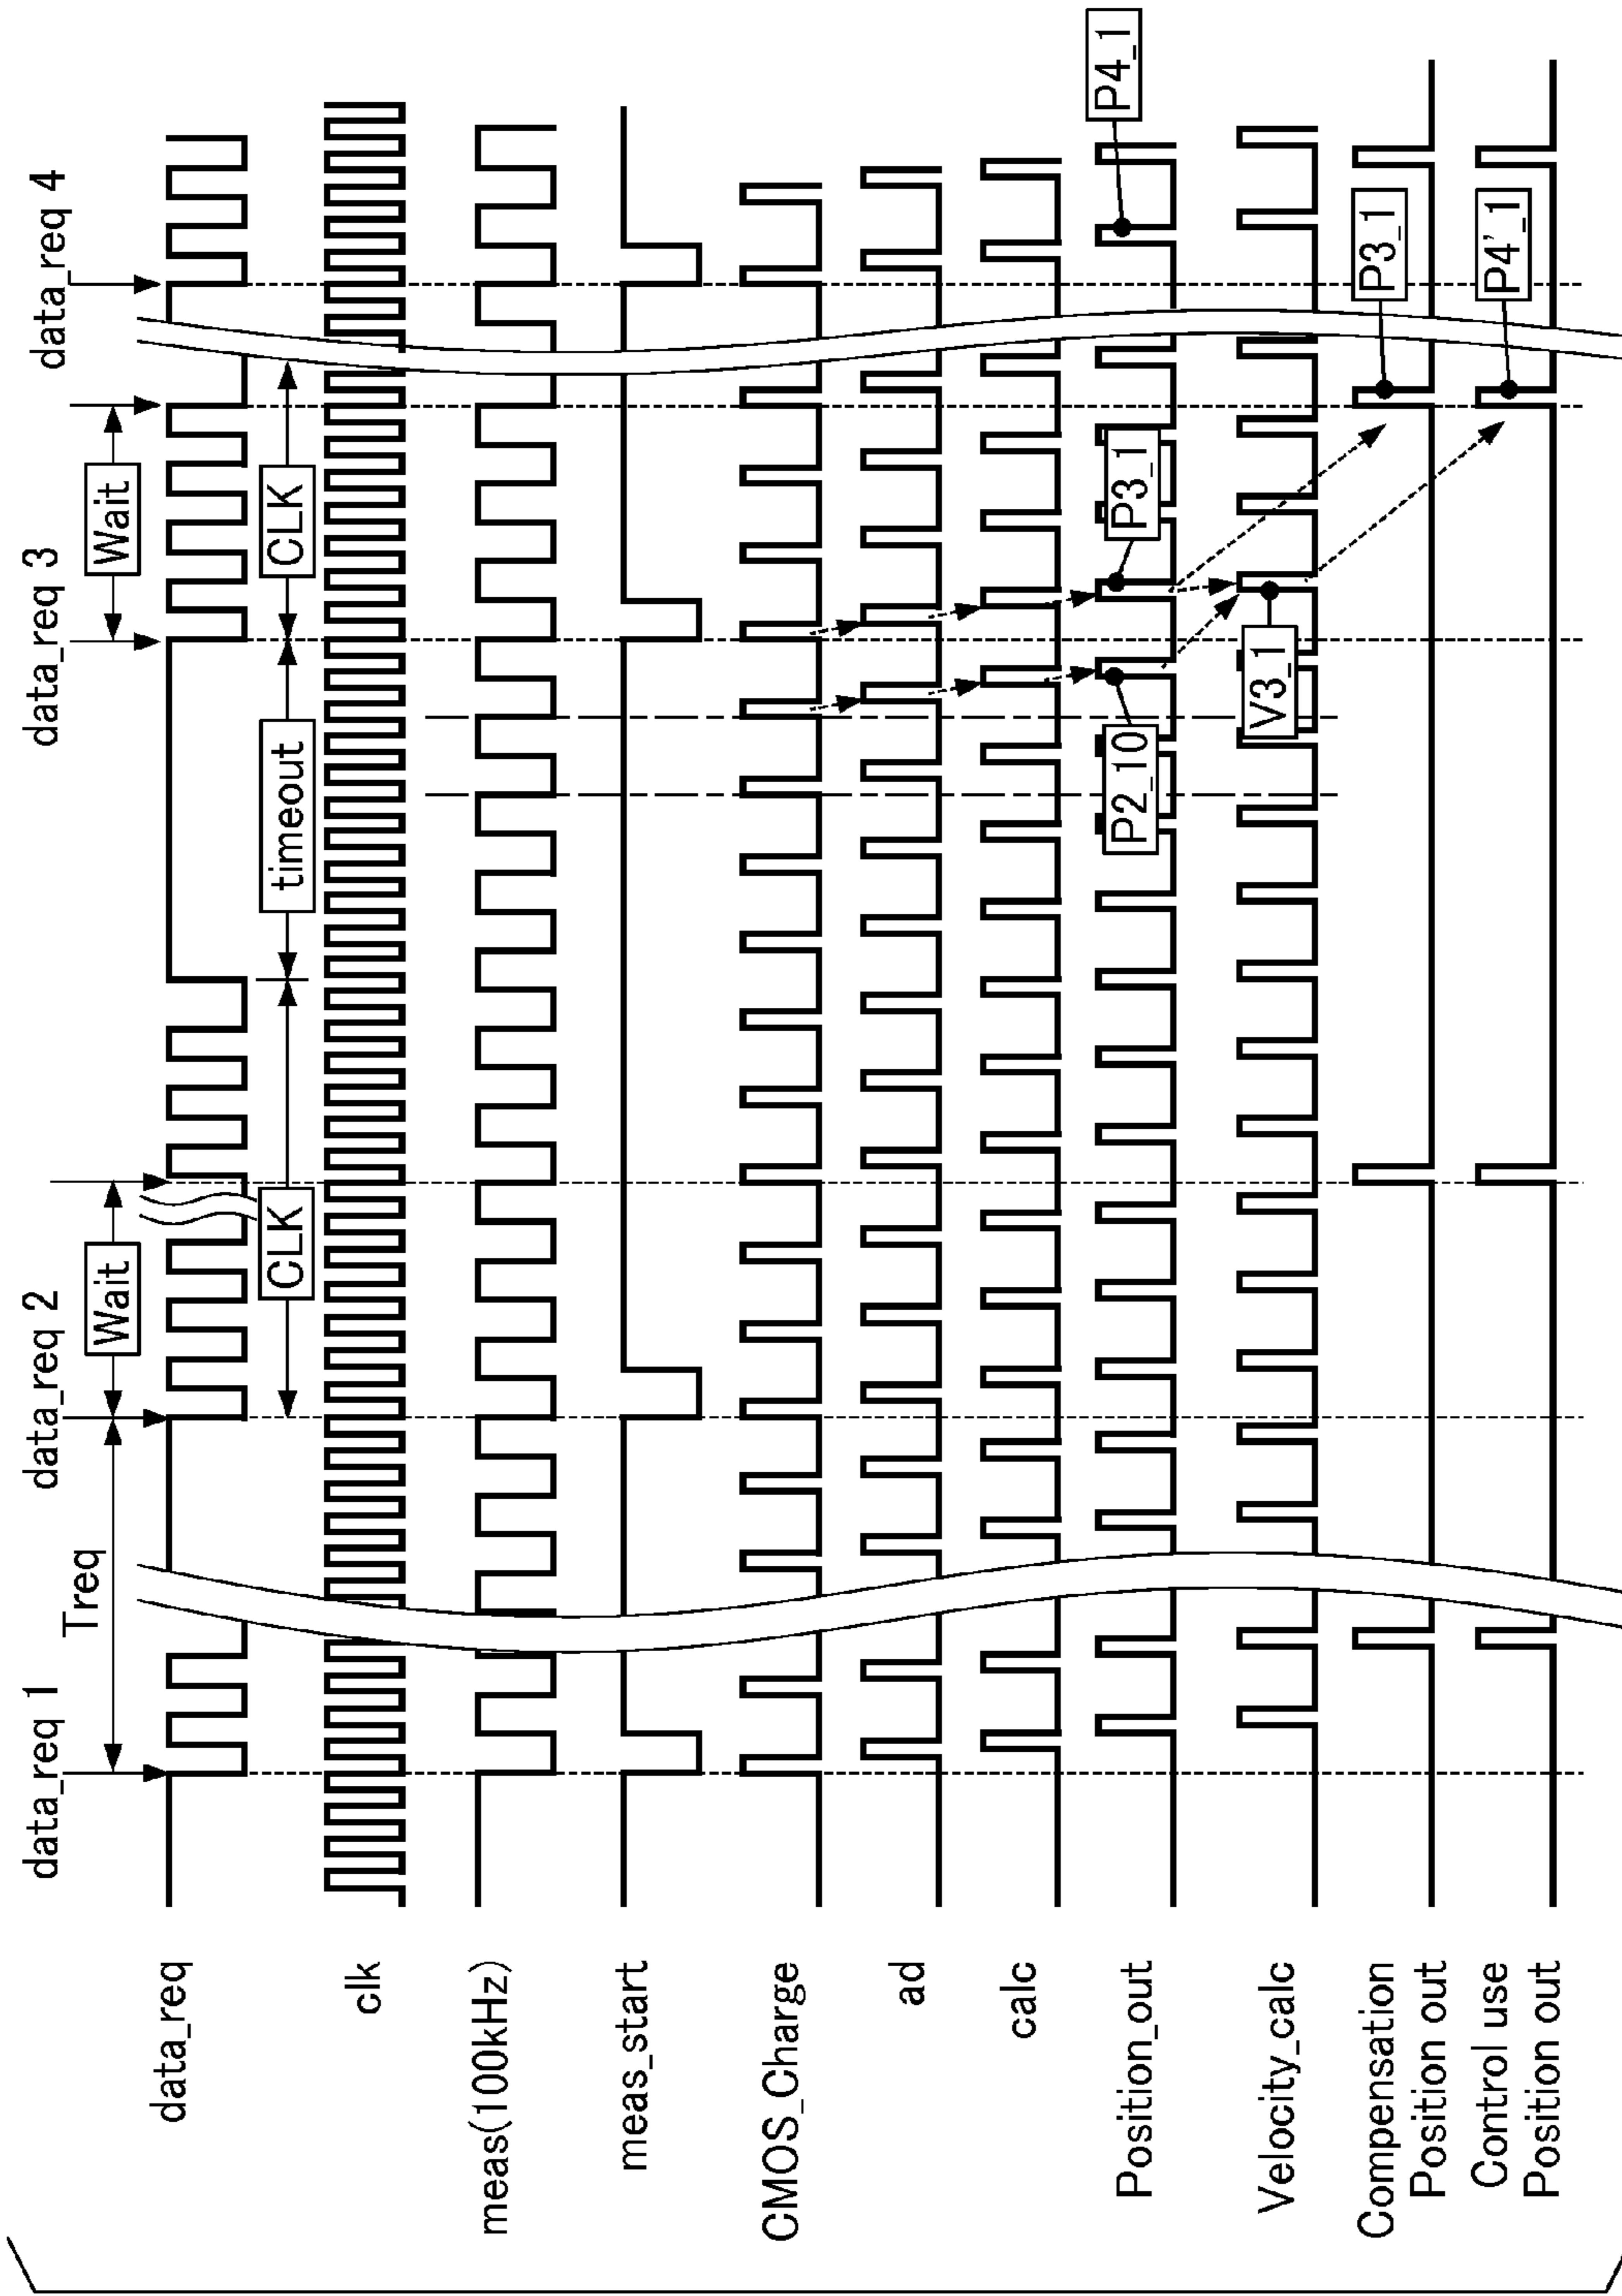 data_req 1
data_req 2
data_req 3
data_req 4
Treq
Wait
Wait
CLK
timeout
CLK
data_req
clk
meas(100kHz)
meas_start
CMOS_Charge
ad
calc
Position_out
P2_10
P3_1
P4_1
Velocity_calc
V3_1
Compensation
Position out
P3_1
Control use
Position out
P4'_1